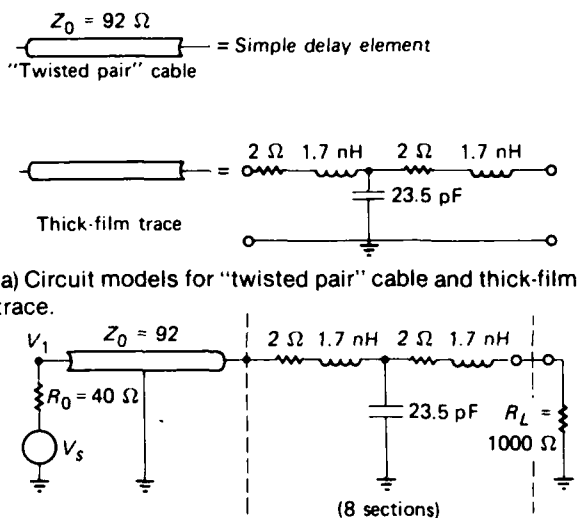 Z0 = 92 Ω
= Simple delay element
"Twisted pair" cable
2 Ω 1.7 nH 2 Ω 1.7 nH
=
23.5 pF
Thick-film trace
a) Circuit models for "twisted pair" cable and thick-film
trace.
V1 Z0 = 92 2 Ω 1.7 nH 2 Ω 1.7 nH
R0 = 40 Ω
23.5 pF
RL =
1000 Ω
Vs
(8 sections)